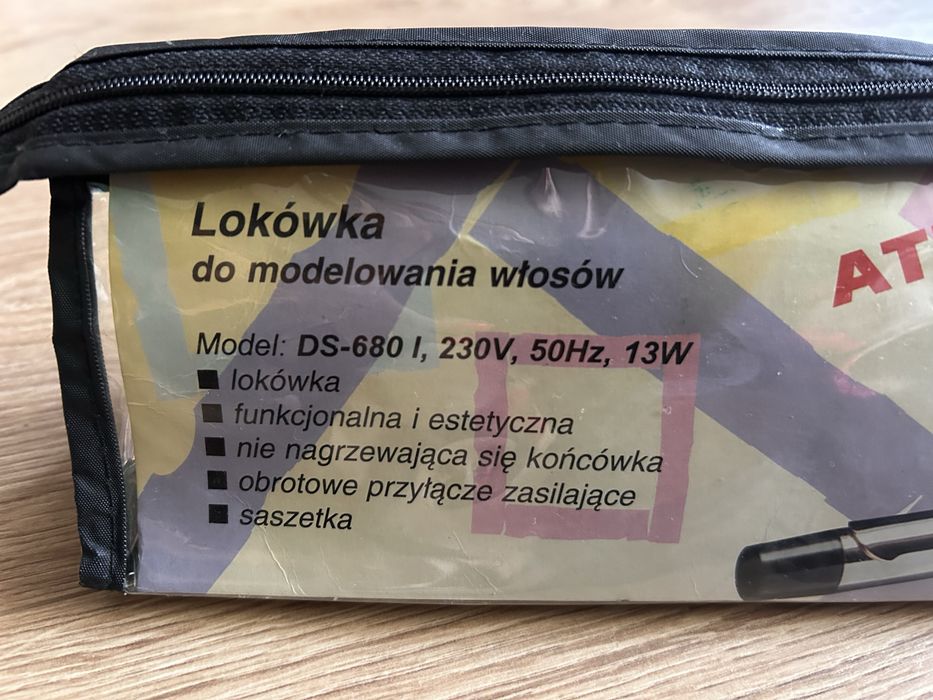 Lokówka
do modelowania włosów
Model: DS-680 I, 230V, 50Hz, 13W
lokówka
funkcjonalna i estetyczna
nie nagrzewająca się końcówka
obrotowe przyłącze zasilające
saszetka